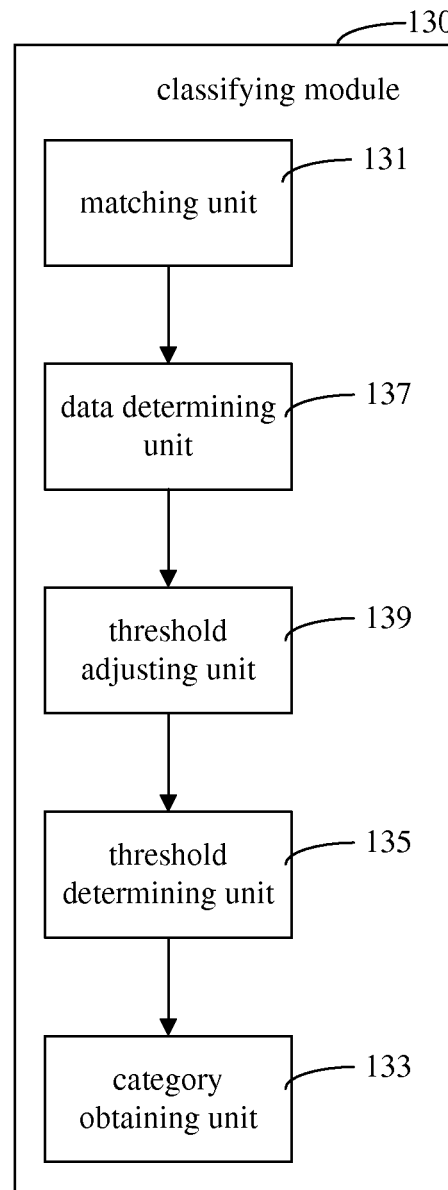 130
classifying module
131
matching unit
137
data determining
unit
139
threshold
adjusting unit
135
threshold
determining unit
133
category
obtaining unit